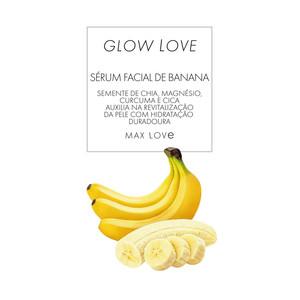 GLOW LOVE
SÉRUM FACIAL DE BANANA
SEMENTE DE CHIA, MAGNÉSIO,
CURCUMA E CICA
AUXILIA NA REVITALIZAÇÃO
DA PELE COM HIDRATAÇÃO
DURADOURA
MAX LOVe